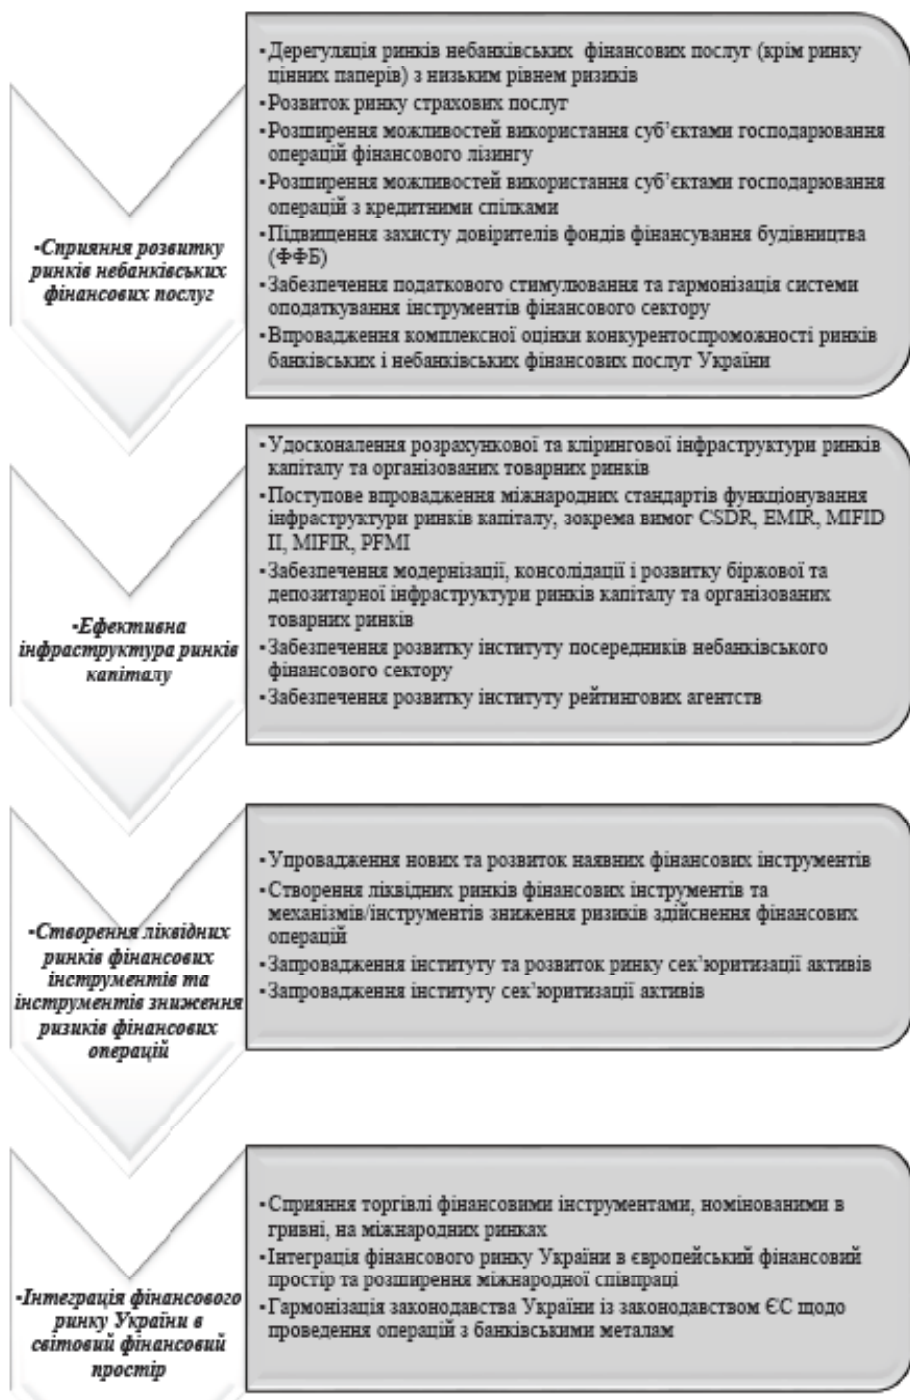 -Сприяння розвитку
ринків небанківських
фінансових послуг
▪Дерегуляція ринків небанківських фінансових послуг (крім ринку
цінних паперів) з низьким рівнем ризиків
▪Розвиток ринку страхових послуг
▪Розширення можливостей використання суб’єктами господарювання
операцій фінансового лізингу
▪Розширення можливостей використання суб’єктами господарювання
операцій з кредитними спілками
▪Підвищення захисту довірителів фондів фінансування будівництва
(ФФБ)
▪Забезпечення податкового стимулювання та гармонізація системи
оподаткування інструментів фінансового сектору
▪Впровадження комплексної оцінки конкурентоспроможності ринків
банківських і небанківських фінансових послуг України
-Ефективна
інфраструктура ринків
капіталу
▪Удосконалення розрахункової та клірингової інфраструктури ринків
капіталу та організованих товарних ринків
▪Поступове впровадження міжнародних стандартів функціонування
інфраструктури ринків капіталу, зокрема вимог CSDR, EMIR, MIFID
II, MIFIR, PFMI
▪Забезпечення модернізації, консолідації і розвитку біржової та
депозитарної інфраструктури ринків капіталу та організованих
товарних ринків
▪Забезпечення розвитку інституту посередників небанківського
фінансового сектору
▪Забезпечення розвитку інституту рейтингових агентств
-Створення ліквідних
ринків фінансових
інструментів та
інструментів зниження
ризиків фінансових
операцій
▪Упровадження нових та розвиток наявних фінансових інструментів
▪Створення ліквідних ринків фінансових інструментів та
механізмів/інструментів зниження ризиків здійснення фінансових
операцій
▪Запровадження інституту та розвиток ринку сек’юритизації активів
▪Запровадження інституту сек’юритизації активів
-Інтеграція фінансового
ринку України в
світовий фінансовий
простір
▪Сприяння торгівлі фінансовими інструментами, номінованими в
гривні, на міжнародних ринках
▪Інтеграція фінансового ринку України в європейський фінансовий
простір та розширення міжнародної співпраці
▪Гармонізація законодавства України із законодавством ЄС щодо
проведення операцій з банківськими металам